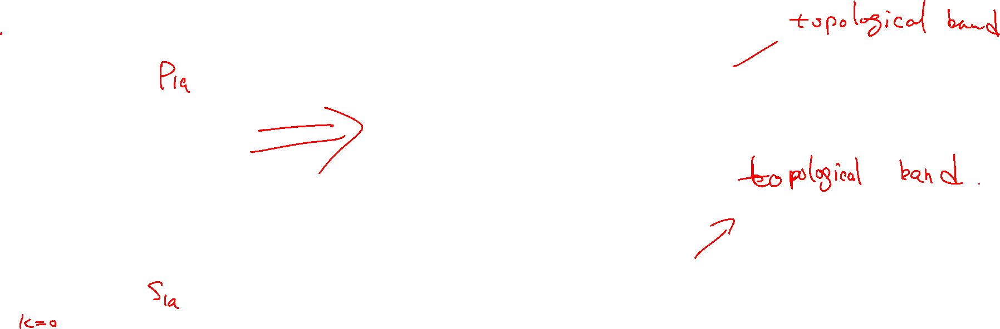 topological band
P1a
topological band.
S1a
k=0